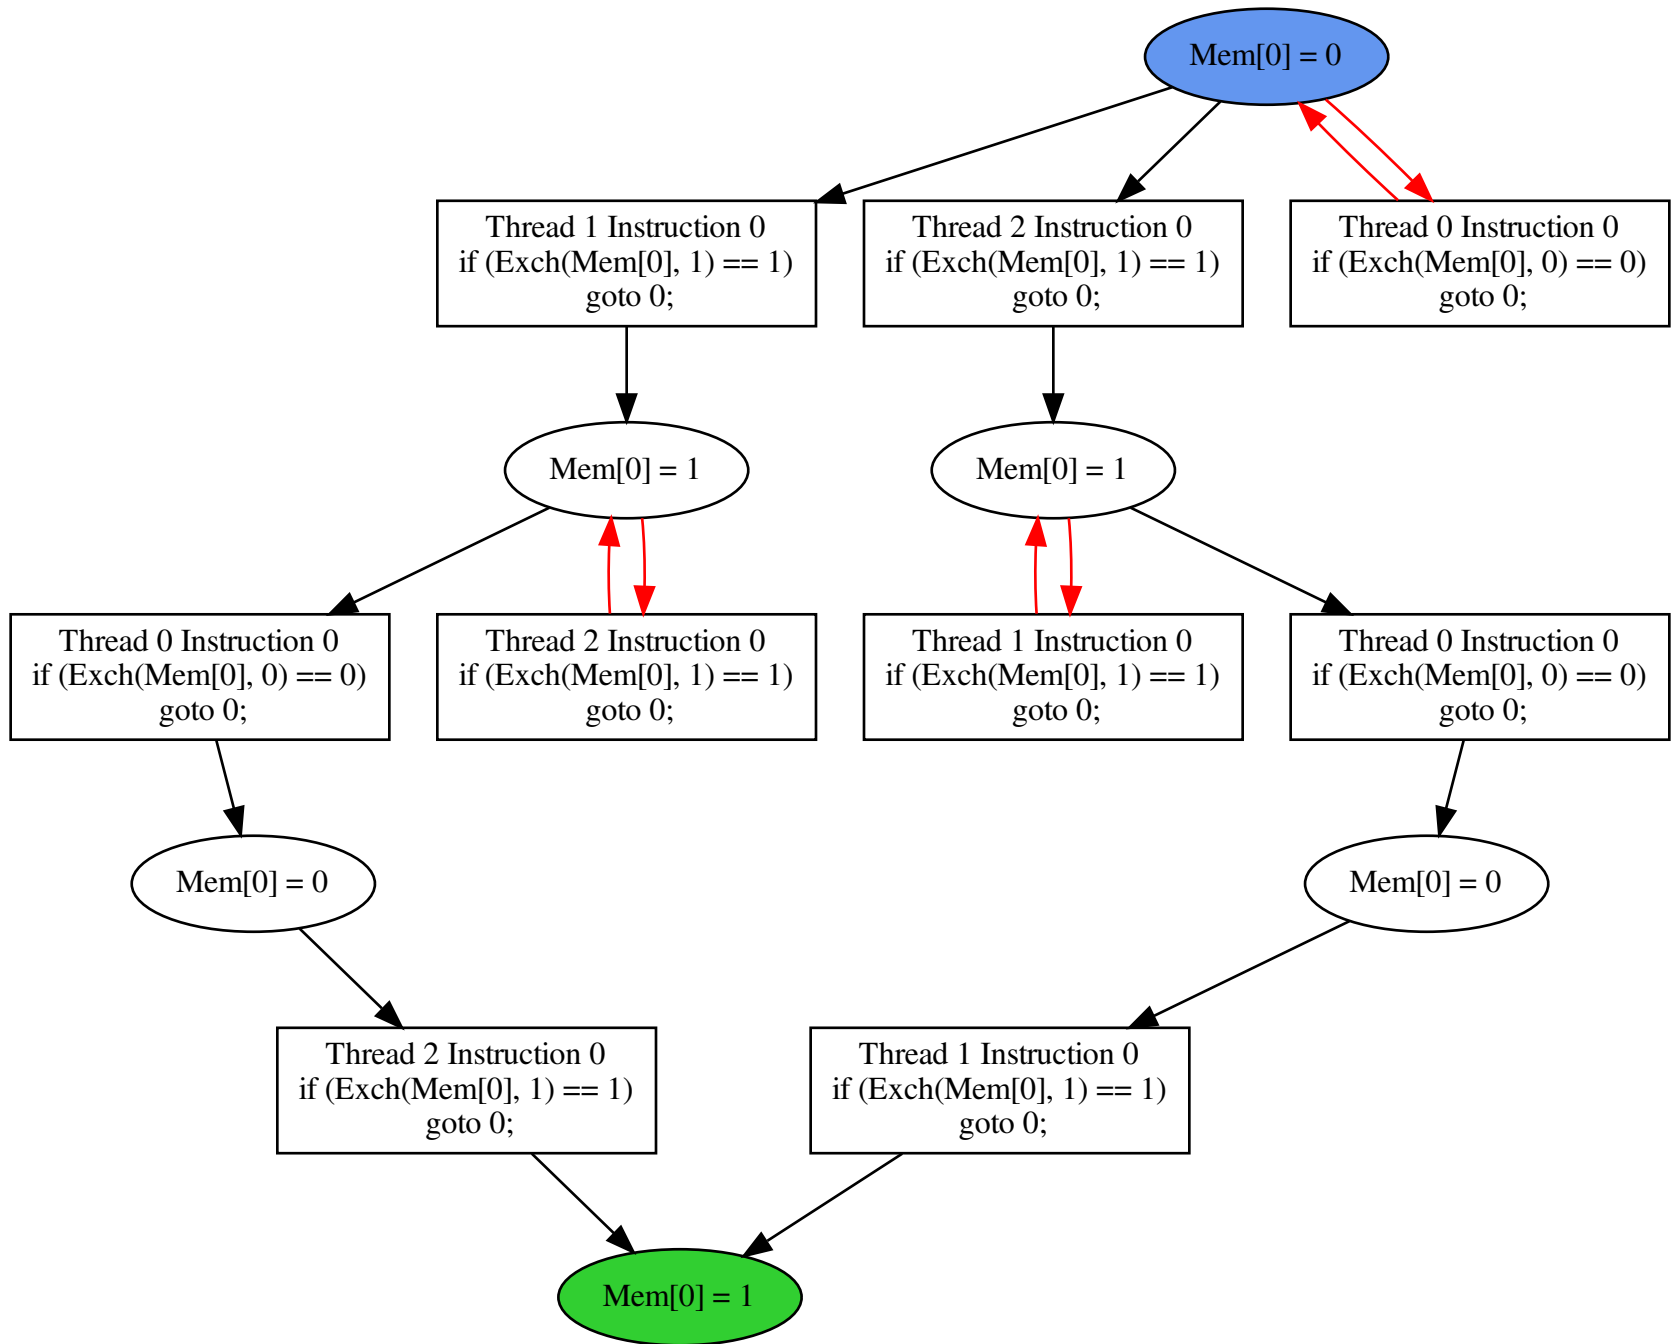 Mem[0] = 0
Thread 1 Instruction 0
if (Exch(Mem[0], 1) == 1)
goto 0;
Thread 2 Instruction 0
if (Exch(Mem[0], 1) == 1)
goto 0;
Thread 0 Instruction 0
if (Exch(Mem[0], 0) == 0)
goto 0;
Mem[0] = 1
Mem[0] = 1
Thread 0 Instruction 0
if (Exch(Mem[0], 0) == 0)
goto 0;
Thread 2 Instruction 0
if (Exch(Mem[0], 1) == 1)
goto 0;
Thread 1 Instruction 0
if (Exch(Mem[0], 1) == 1)
goto 0;
Thread 0 Instruction 0
if (Exch(Mem[0], 0) == 0)
goto 0;
Mem[0] = 0
Mem[0] = 0
Thread 2 Instruction 0
if (Exch(Mem[0], 1) == 1)
goto 0;
Thread 1 Instruction 0
if (Exch(Mem[0], 1) == 1)
goto 0;
Mem[0] = 1